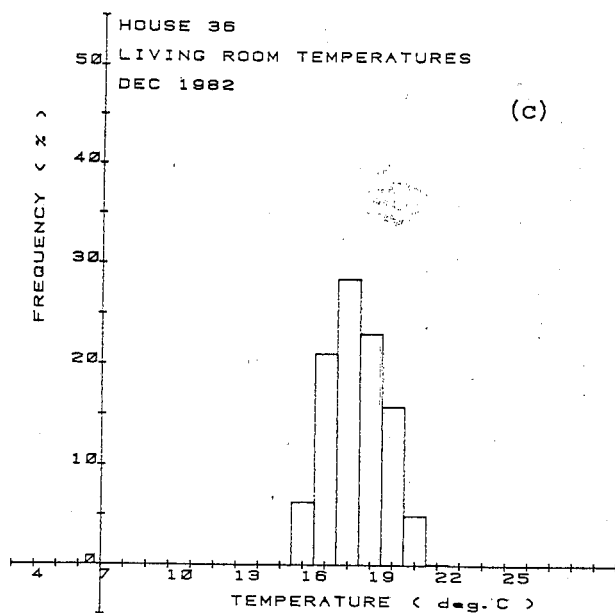 HOUSE 36
LIVING ROOM TEMPERATURES
DEC 1982
(c)
FREQUENCY ( % )
50
40
30
20
10
0
4 7 10 13 16 19 22 25
TEMPERATURE ( deg.C )